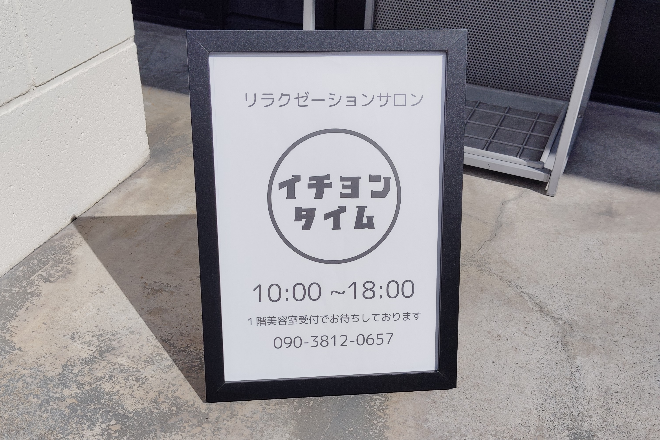 リラクゼーションサロン
イチヨン
タイム
10:00 ~18:00
1階美容室受付でお待ちしております
090-3812-0657